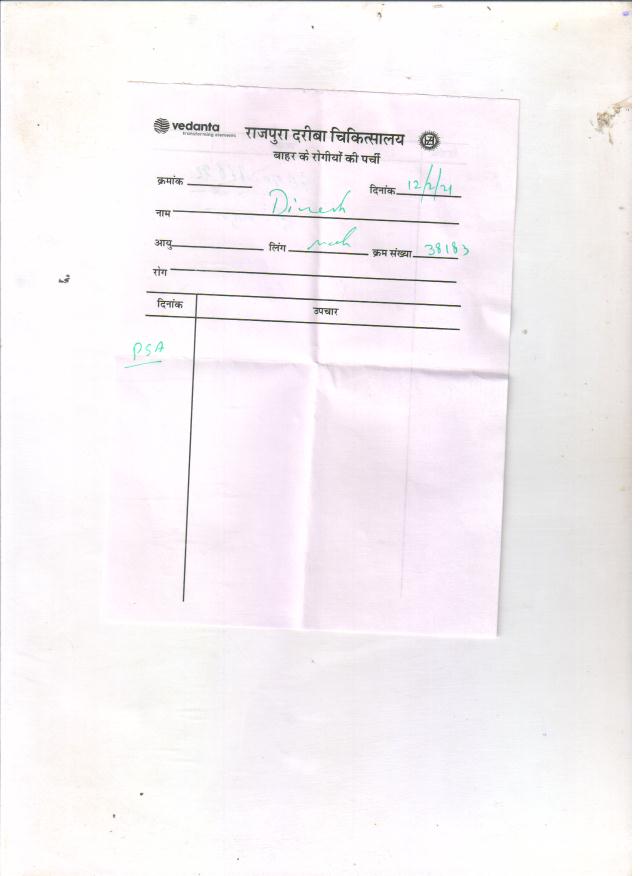 vedanta राजपुरा दरीबा चिकित्सालय
transforming elements
बाहर के रोगीयों की पर्ची
क्रमांक दिनांक 12/2/21
नाम Dinesh
आयु लिंग क्रम संख्या 38183
रोग
दिनांक उपचार
PSA